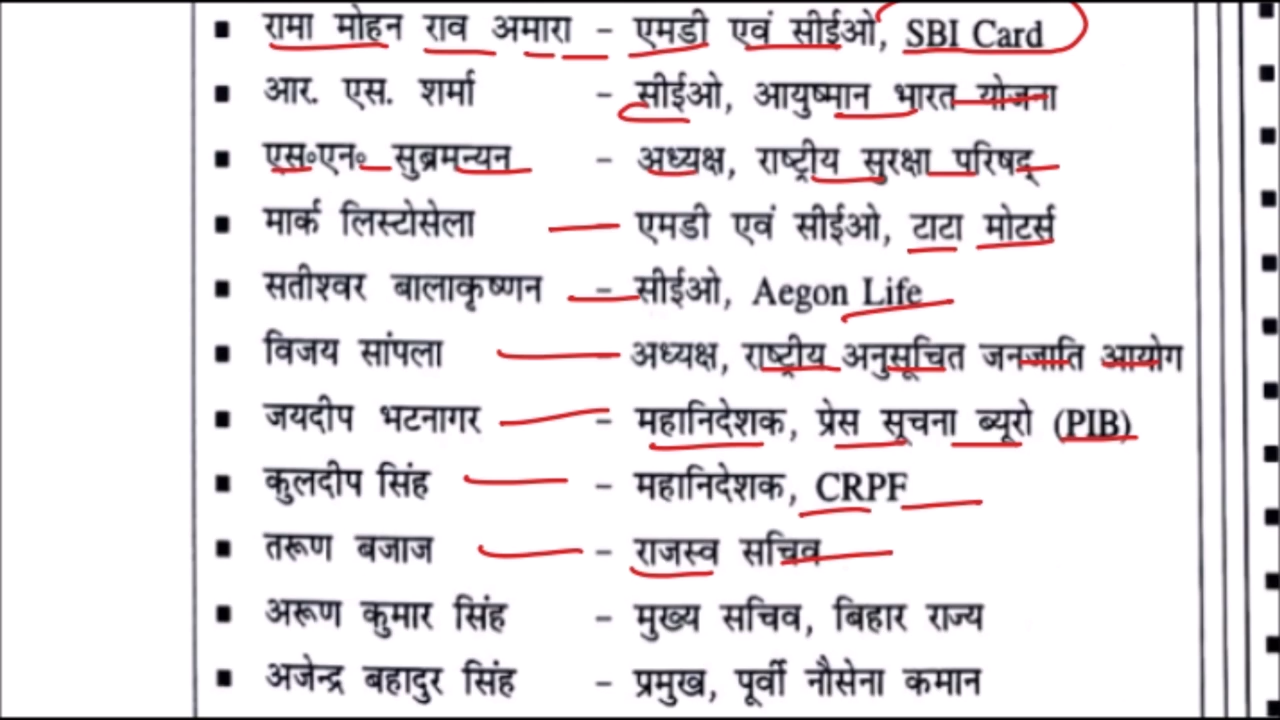 ▪ रामा मोहन राव अमारा – एमडी एवं सीईओ, SBI Card
▪ आर. एस. शर्मा – सीईओ, आयुष्मान भारत योजना
▪ एस॰एन॰ सुब्रमन्यन – अध्यक्ष, राष्ट्रीय सुरक्षा परिषद्
▪ मार्क लिस्टोसेला – एमडी एवं सीईओ, टाटा मोटर्स
▪ सतीश्वर बालाकृष्णन – सीईओ, Aegon Life
▪ विजय सांपला – अध्यक्ष, राष्ट्रीय अनुसूचित जनजाति आयोग
▪ जयदीप भटनागर – महानिदेशक, प्रेस सूचना ब्यूरो (PIB)
▪ कुलदीप सिंह – महानिदेशक, CRPF
▪ तरूण बजाज – राजस्व सचिव
▪ अरूण कुमार सिंह – मुख्य सचिव, बिहार राज्य
▪ अजेन्द्र बहादुर सिंह – प्रमुख, पूर्वी नौसेना कमान